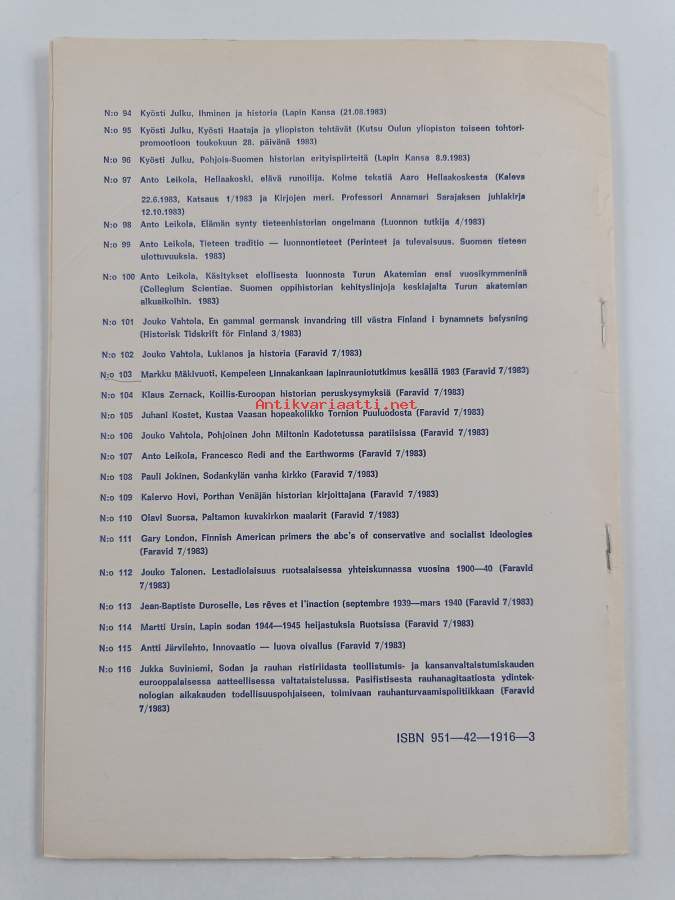 N:o 94 Kyösti Julku, Ihminen ja historia (Lapin Kansa (21.08.1983)
N:o 95 Kyösti Julku, Kyösti Haataja ja yliopiston tehtävät (Kutsu Oulun yliopiston toiseen tohtori-
promootioon toukokuun 28. päivänä 1983)
N:o 96 Kyösti Julku, Pohjois-Suomen historian erityispiirteitä (Lapin Kansa 8.9.1983)
N:o 97 Anto Leikola, Hellaakoski, elävä runoilija. Kolme tekstiä Aaro Hellaakoskesta (Kaleva
22.6.1983, Katsaus 1/1983 ja Kirjojen meri. Professori Annamari Sarajaksen juhlakirja
12.10.1983)
N:o 98 Anto Leikola, Elämän synty tieteenhistorian ongelmana (Luonnon tutkija 4/1983)
N:o 99 Anto Leikola, Tieteen traditio — luonnontieteet (Perinteet ja tulevaisuus. Suomen tieteen
ulottuvuuksia. 1983)
N:o 100 Anto Leikola, Käsitykset elollisesta luonnosta Turun Akatemian ensi vuosikymmeninä
(Collegium Scientiae. Suomen oppihistorian kehityslinjoja keskiajalta Turun akatemian
alkuaikoihin. 1983)
N:o 101 Jouko Vahtola, En gammal germansk invandring till västra Finland i bynamnets belysning
(Historisk Tidskrift för Finland 3/1983)
N:o 102 Jouko Vahtola, Lukianos ja historia (Faravid 7/1983)
N:o 103 Markku Mäkivuoti, Kempeleen Linnakankaan lapinrauniotutkimus kesällä 1983 (Faravid 7/1983)
N:o 104 Klaus Zernack, Koillis-Euroopan historian peruskysymyksiä (Faravid 7/1983)
Antikvariaatti.net
N:o 105 Juhani Kostet, Kustaa Vaasan hopeakolikko Tornion Puuluodosta (Faravid 7/1983)
N:o 106 Jouko Vahtola, Pohjoinen John Miltonin Kadotetussa paratiisissa (Faravid 7/1983)
N:o 107 Anto Leikola, Francesco Redi and the Earthworms (Faravid 7/1983)
N:o 108 Pauli Jokinen, Sodankylän vanha kirkko (Faravid 7/1983)
N:o 109 Kalervo Hovi, Porthan Venäjän historian kirjoittajana (Faravid 7/1983)
N:o 110 Olavi Suorsa, Paltamon kuvakirkon maalarit (Faravid 7/1983)
N:o 111 Gary London, Finnish American primers the abc's of conservative and socialist ideologies
(Faravid 7/1983)
N:o 112 Jouko Talonen. Lestadiolaisuus ruotsalaisessa yhteiskunnassa vuosina 1900—40 (Faravid
7/1983)
N:o 113 Jean-Baptiste Duroselle, Les rêves et l'inaction (septembre 1939—mars 1940 (Faravid 7/1983)
N:o 114 Martti Ursin, Lapin sodan 1944—1945 heijastuksia Ruotsissa (Faravid 7/1983)
N:o 115 Antti Järvilehto, Innovaatio — luova oivallus (Faravid 7/1983)
N:o 116 Jukka Suviniemi, Sodan ja rauhan ristiriidasta teollistumis- ja kansanvaltaistumiskauden
eurooppalaisessa aatteellisessa valtataistelussa. Pasifistisesta rauhanagitaatiosta ydintek-
nologian aikakauden todellisuuspohjaiseen, toimivaan rauhanturvaamispolitiikkaan (Faravid
7/1983)
ISBN 951—42—1916—3